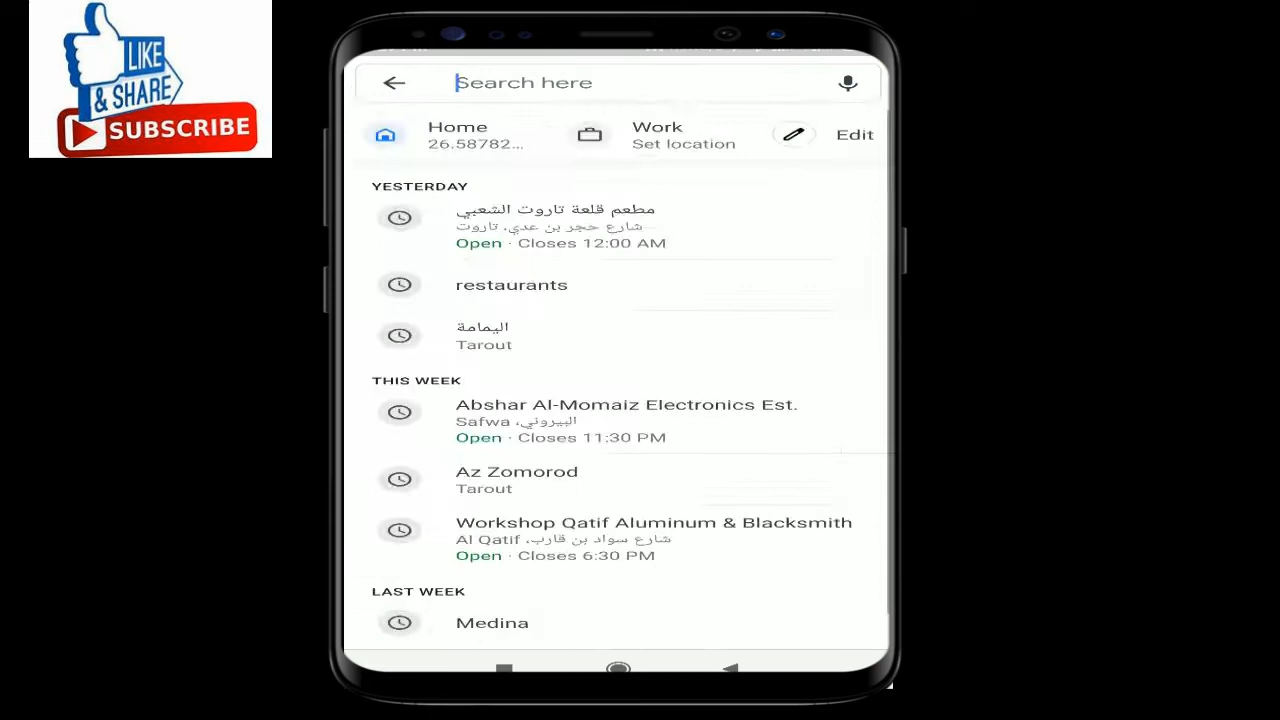 LIKE
& SHARE
SUBSCRIBE
Search here
Home
26.58782...
Work
Set location
Edit
YESTERDAY
مطعم قلعة تاروت الشعبي
شارع حجر بن عدي، تاروت
Open · Closes 12:00 AM
restaurants
اليمامة
Tarout
THIS WEEK
Abshar Al-Momaiz Electronics Est.
Safwa ،البيروني
Open · Closes 11:30 PM
Az Zomorod
Tarout
Workshop Qatif Aluminum & Blacksmith
Al Qatif ،شارع سواد بن قارب
Open · Closes 6:30 PM
LAST WEEK
Medina